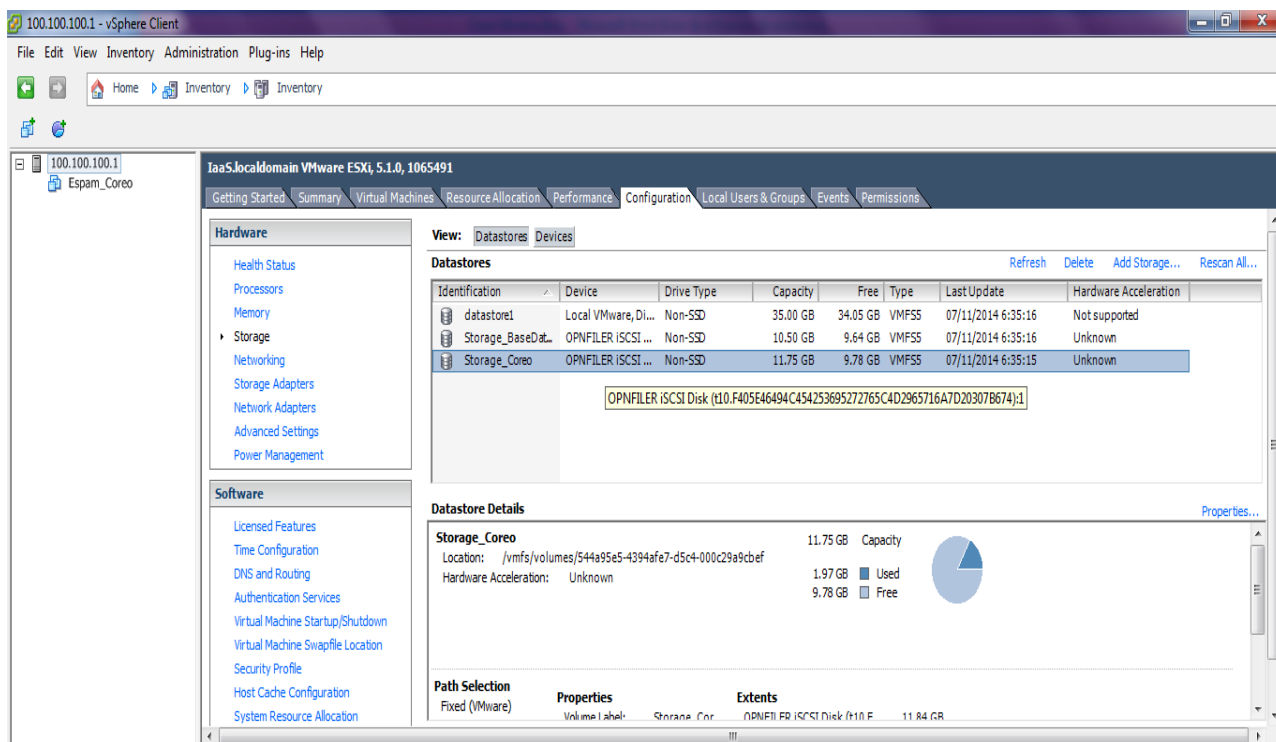 100.100.100.1 - vSphere Client
File Edit View Inventory Administration Plug-ins Help
Home Inventory Inventory
100.100.100.1
Espam_Coreo
IaaS.localdomain VMware ESXi, 5.1.0, 1065491
Getting Started Summary Virtual Machines Resource Allocation Performance Configuration Local Users & Groups Events Permissions
Hardware
Health Status
Processors
Memory
Storage
Networking
Storage Adapters
Network Adapters
Advanced Settings
Power Management
Software
Licensed Features
Time Configuration
DNS and Routing
Authentication Services
Virtual Machine Startup/Shutdown
Virtual Machine Swapfile Location
Security Profile
Host Cache Configuration
System Resource Allocation
View: Datastores Devices
Datastores Refresh Delete Add Storage... Rescan All...
Identification Device Drive Type Capacity Free Type Last Update Hardware Acceleration
datastore1 Local VMware, Di... Non-SSD 35.00 GB 34.05 GB VMFS5 07/11/2014 6:35:16 Not supported
Storage_BaseDat... OPNFILER iSCSI ... Non-SSD 10.50 GB 9.64 GB VMFS5 07/11/2014 6:35:16 Unknown
Storage_Coreo OPNFILER iSCSI ... Non-SSD 11.75 GB 9.78 GB VMFS5 07/11/2014 6:35:15 Unknown
OPNFILER iSCSI Disk (t10.F405E46494C454253695272765C4D2965716A7D20307B674):1
Datastore Details Properties...
Storage_Coreo 11.75 GB Capacity
Location: /vmfs/volumes/544a95e5-4394afe7-d5c4-000c29a9cbef
Hardware Acceleration: Unknown 1.97 GB Used
9.78 GB Free
Path Selection Properties Extents
Fixed (VMware) Volume Label: Storage_Cor... OPNFILER iSCSI Disk (t10.F... 11.84 GB